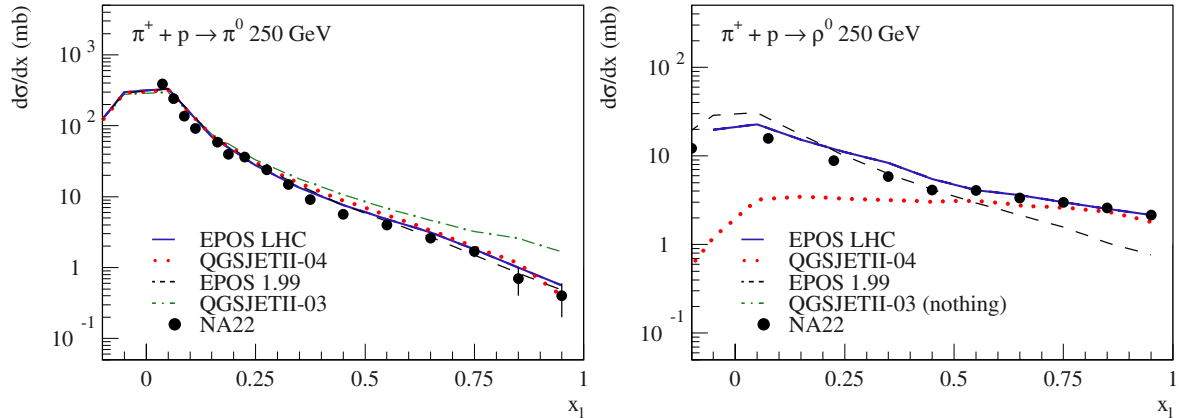 dσ/dx (mb)
π⁺ + p → π⁰ 250 GeV
10³
10²
10
1
10⁻¹
EPOS LHC
QGSJETII-04
EPOS 1.99
QGSJETII-03
NA22
0 0.25 0.5 0.75 1
xₗ
dσ/dx (mb)
π⁺ + p → ρ⁰ 250 GeV
10²
10
1
10⁻¹
EPOS LHC
QGSJETII-04
EPOS 1.99
QGSJETII-03 (nothing)
NA22
0 0.25 0.5 0.75 1
xₗ